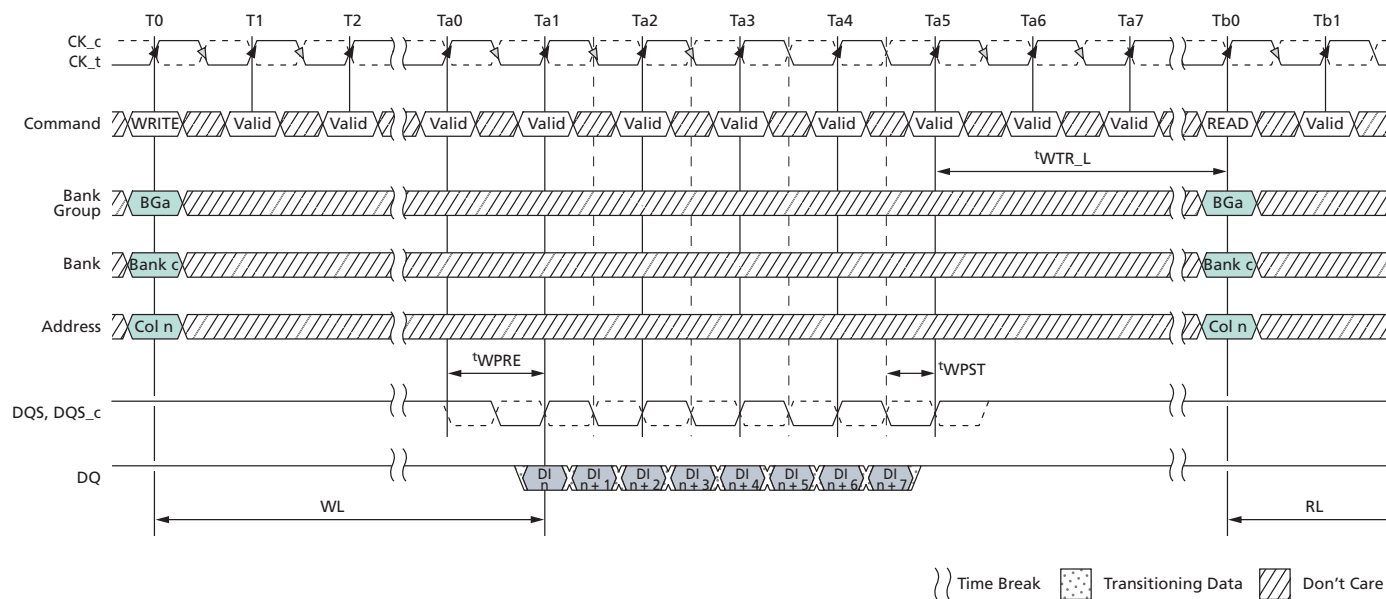 T0 T1 T2 Ta0 Ta1 Ta2 Ta3 Ta4 Ta5 Ta6 Ta7 Tb0 Tb1
CK_c
CK_t
Command WRITE Valid Valid Valid Valid Valid Valid Valid Valid Valid Valid READ Valid
tWTR_L
Bank Group BGa BGa
Bank Bank c Bank c
Address Col n Col n
tWPRE tWPST
DQS, DQS_c
DQ DI n DI n + 1 DI n + 2 DI n + 3 DI n + 4 DI n + 5 DI n + 6 DI n + 7
WL RL
Time Break Transitioning Data Don’t Care